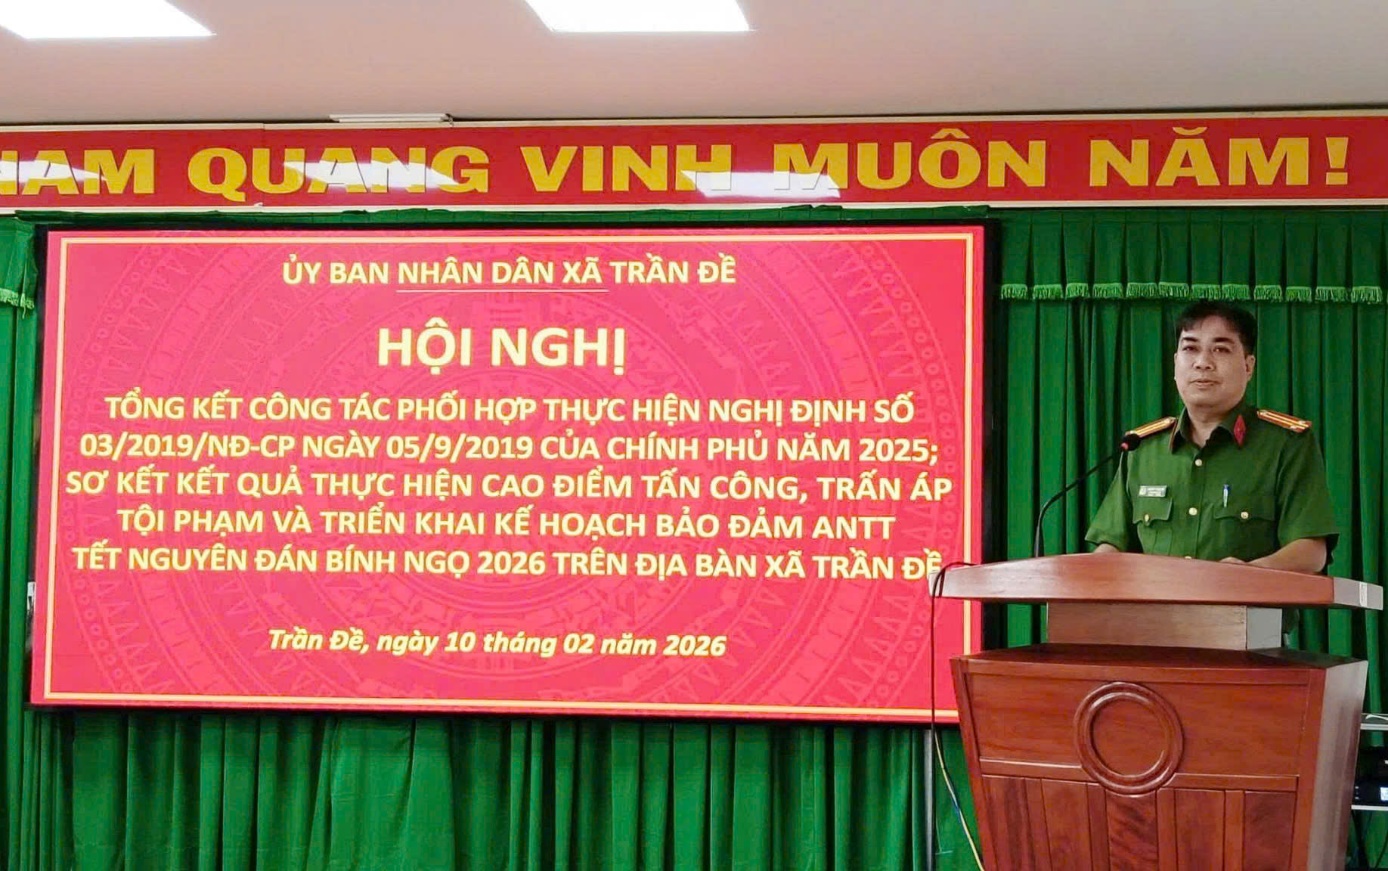 NAM QUANG VINH MUÔN NĂM!
ỦY BAN NHÂN DÂN XÃ TRẦN ĐỀ
HỘI NGHỊ
TỔNG KẾT CÔNG TÁC PHỐI HỢP THỰC HIỆN NGHỊ ĐỊNH SỐ
03/2019/NĐ-CP NGÀY 05/9/2019 CỦA CHÍNH PHỦ NĂM 2025;
SƠ KẾT KẾT QUẢ THỰC HIỆN CAO ĐIỂM TẤN CÔNG, TRẤN ÁP
TỘI PHẠM VÀ TRIỂN KHAI KẾ HOẠCH BẢO ĐẢM ANTT
TẾT NGUYÊN ĐÁN BÍNH NGỌ 2026 TRÊN ĐỊA BÀN XÃ TRẦN ĐỀ
Trần Đề, ngày 10 tháng 02 năm 2026